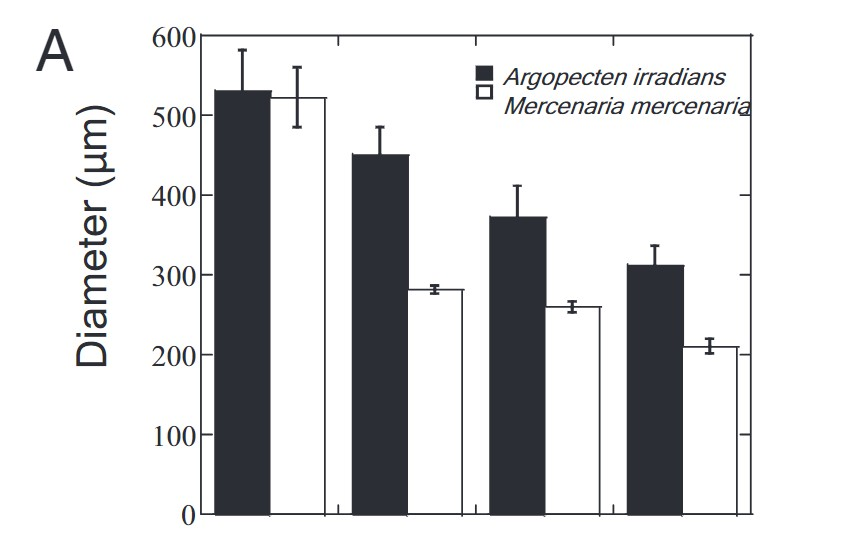 A
600
Argopecten irradians
Mercenaria mercenaria
500
400
300
200
100
0
Diameter (μm)